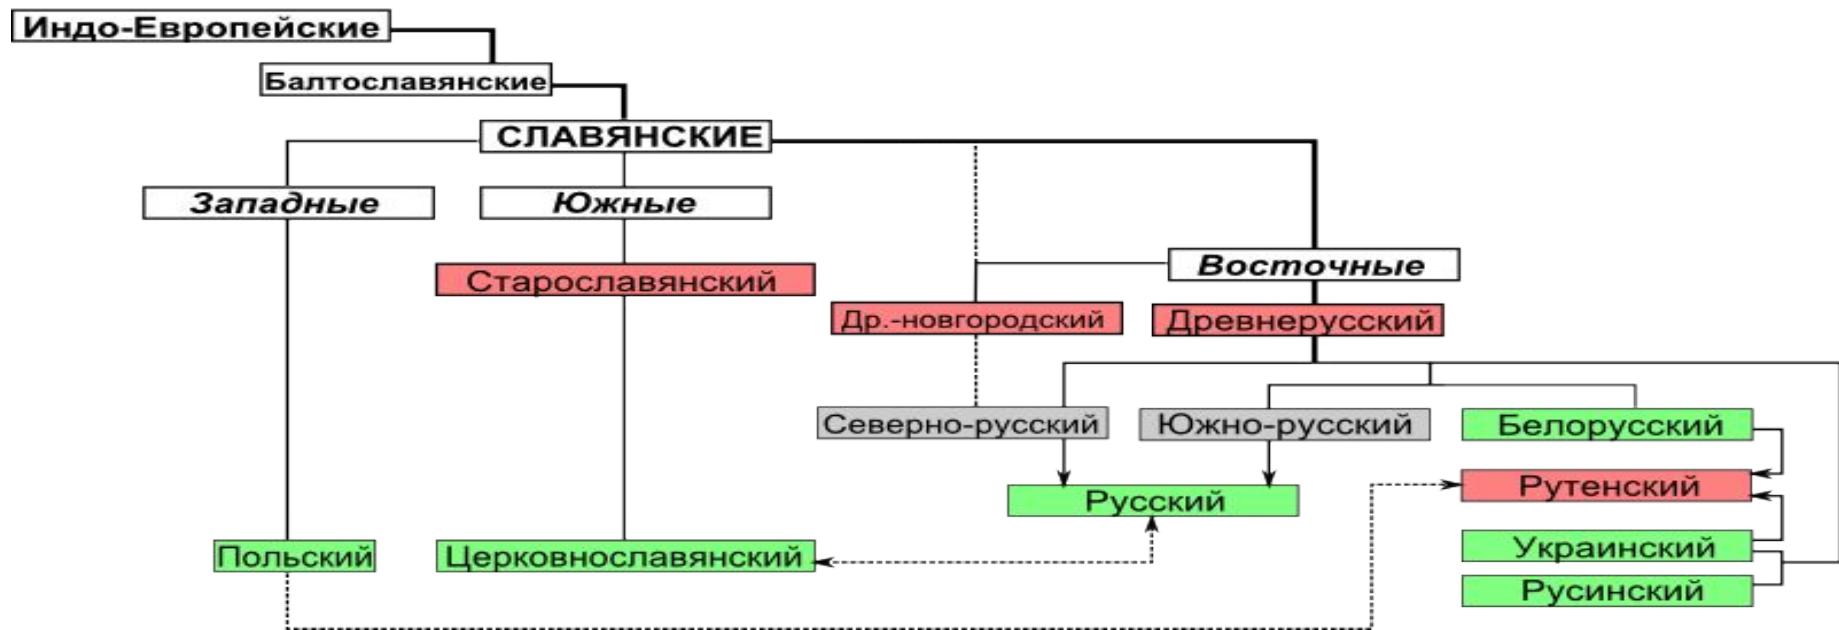 Индо-Европейские
Балтославянские
СЛАВЯНСКИЕ
Западные
Южные
Восточные
Старославянский
Др.-новгородский
Древнерусский
Северно-русский
Южно-русский
Белорусский
Рутенский
Русский
Польский
Церковнославянский
Украинский
Русинский